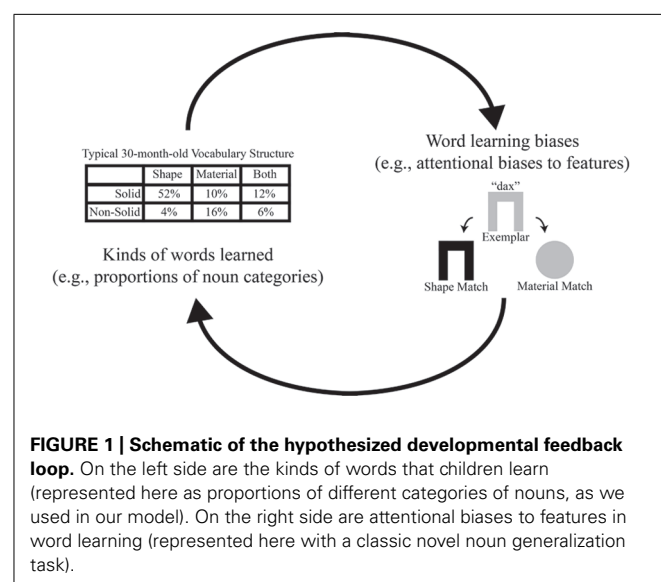 Typical 30-month-old Vocabulary Structure
Shape Material Both
Solid 52% 10% 12%
Non-Solid 4% 16% 6%
Kinds of words learned
(e.g., proportions of noun categories)
Word learning biases
(e.g., attentional biases to features)
“dax”
Exemplar
Shape Match Material Match
FIGURE 1 | Schematic of the hypothesized developmental feedback
loop. On the left side are the kinds of words that children learn
(represented here as proportions of different categories of nouns, as we
used in our model). On the right side are attentional biases to features in
word learning (represented here with a classic novel noun generalization
task).